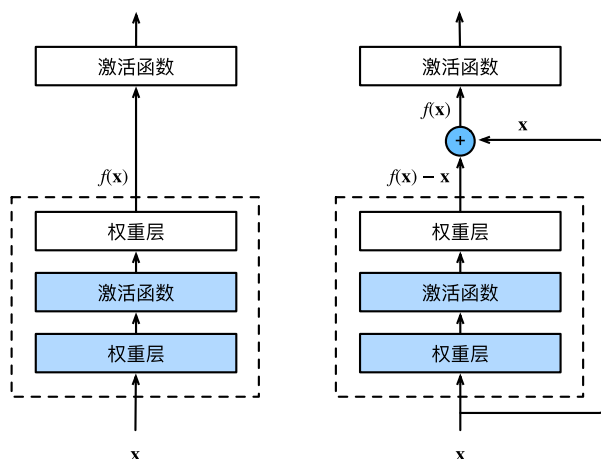 激活函数
f(x)
权重层
激活函数
权重层
x
激活函数
f(x)
x
+
f(x) − x
权重层
激活函数
权重层
x